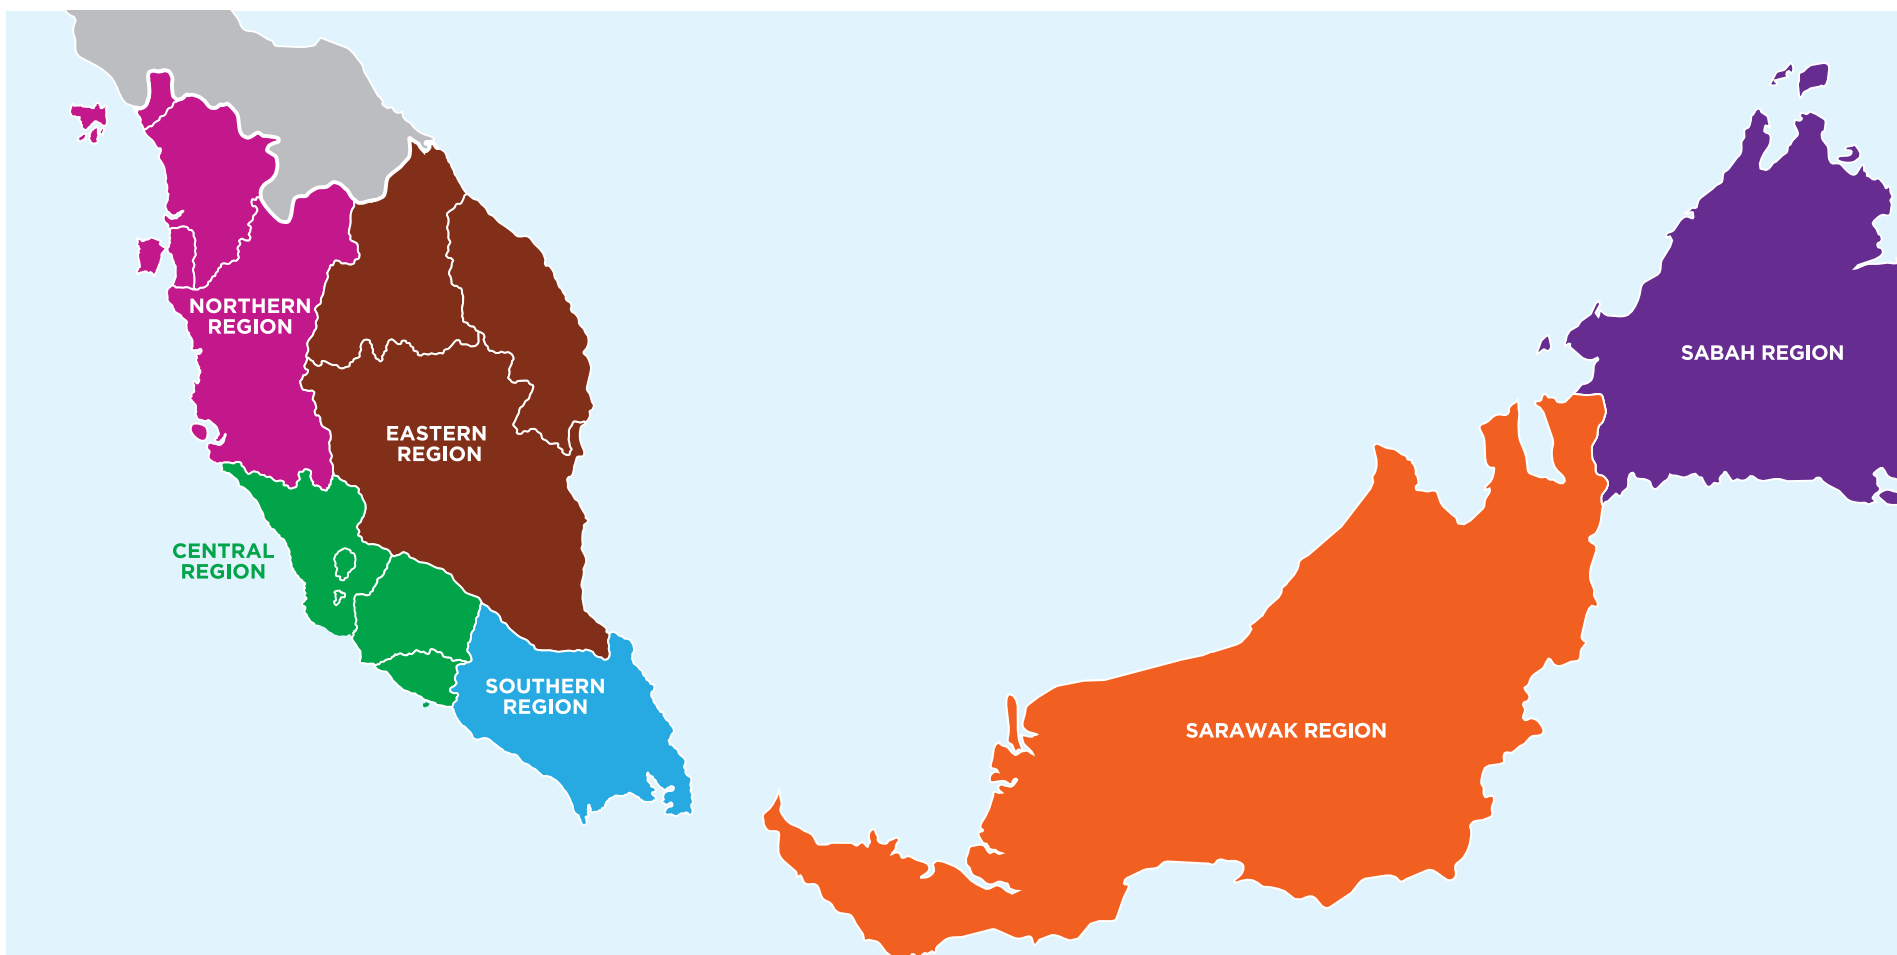 NORTHERN
REGION
SABAH REGION
EASTERN
REGION
CENTRAL
REGION
SOUTHERN
REGION
SARAWAK REGION